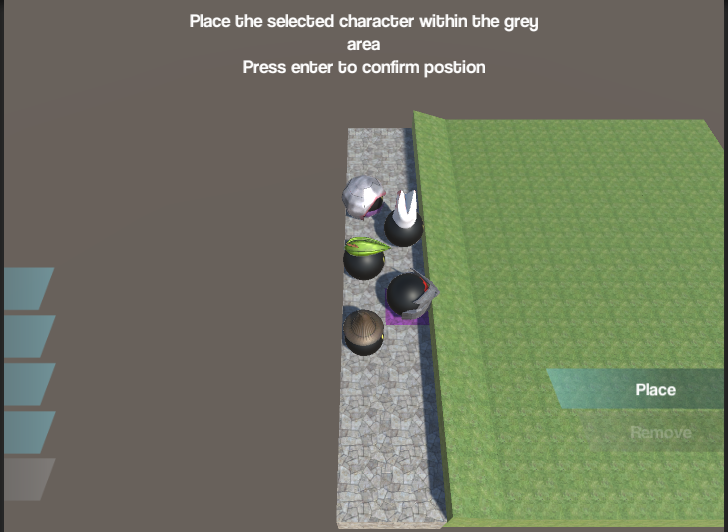 Place the selected character within the grey
area
Press enter to confirm postion
Place
Remove